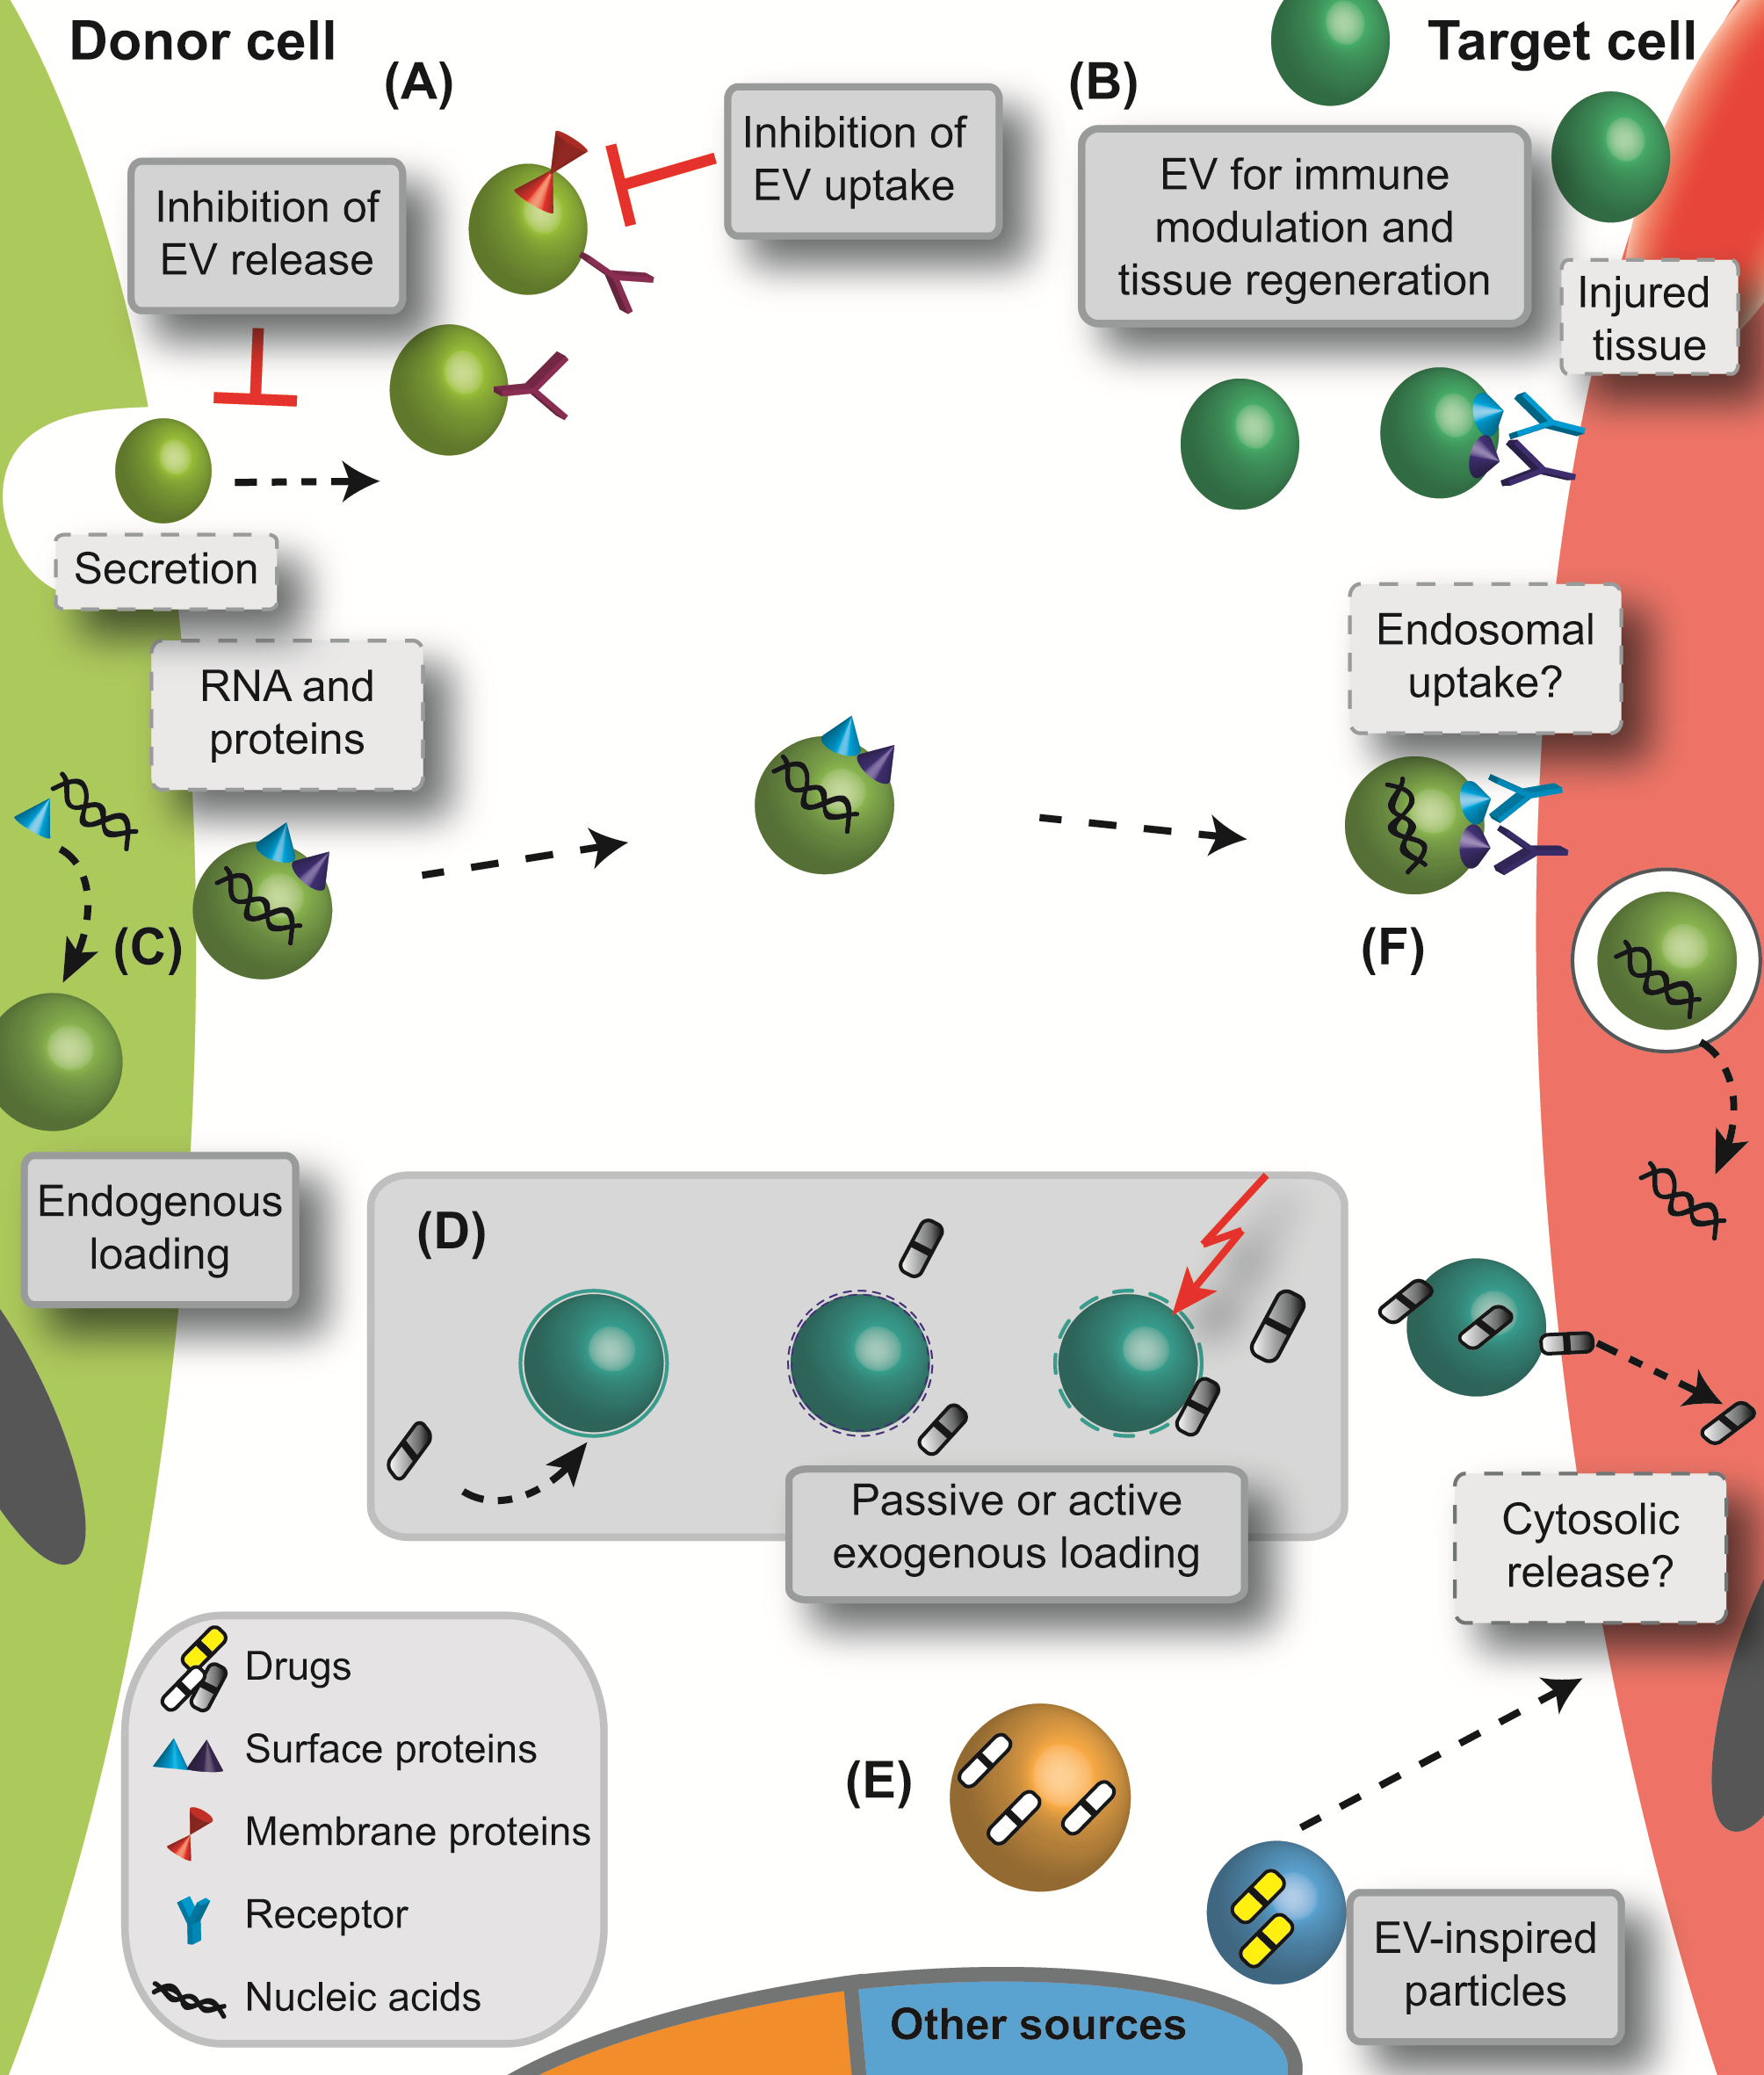 Donor cell
Target cell
(A)
(B)
Inhibition of
EV uptake
EV for immune
modulation and
tissue regeneration
Inhibition of
EV release
Injured
tissue
Secretion
Endosomal
uptake?
RNA and
proteins
(C)
(F)
Endogenous
loading
(D)
Passive or active
exogenous loading
Cytosolic
release?
Drugs
Surface proteins
Membrane proteins
Receptor
Nucleic acids
(E)
EV-inspired
particles
Other sources